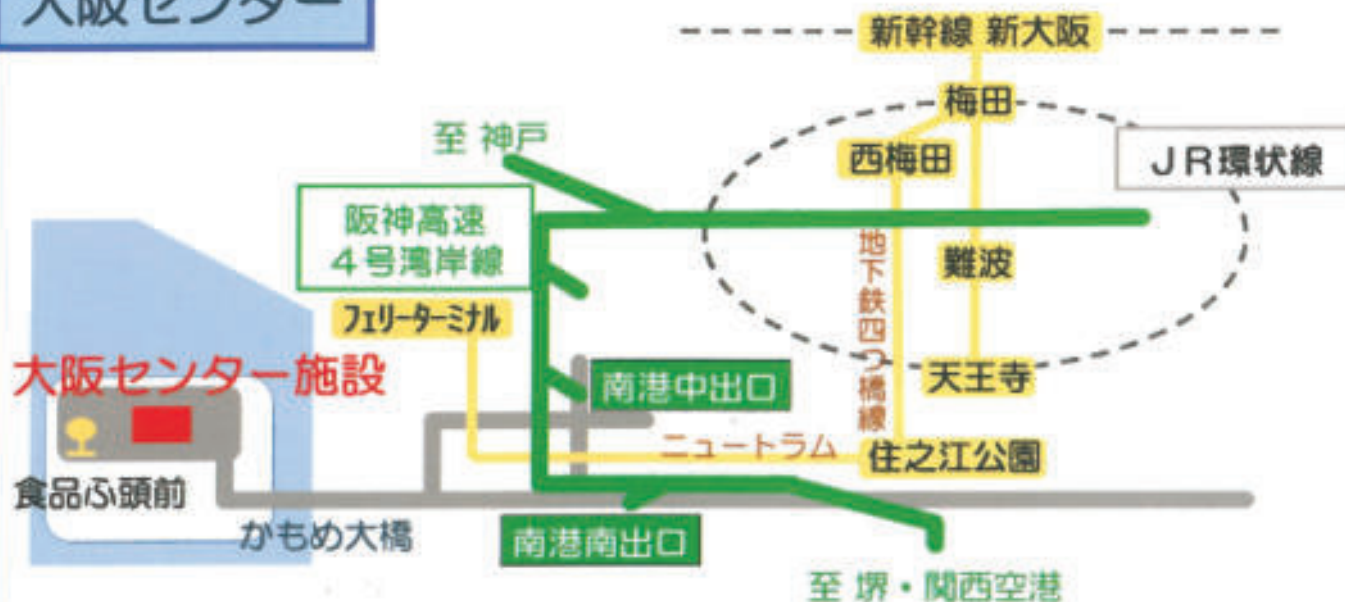 大阪センター
新幹線 新大阪
梅田
至 神戸
西梅田
JR環状線
阪神高速
4号湾岸線
地下鉄四つ橋線
難波
フェリーターミナル
大阪センター施設
南港中出口
天王寺
ニュートラム
住之江公園
食品ふ頭前
かもめ大橋
南港南出口
至 堺・関西空港